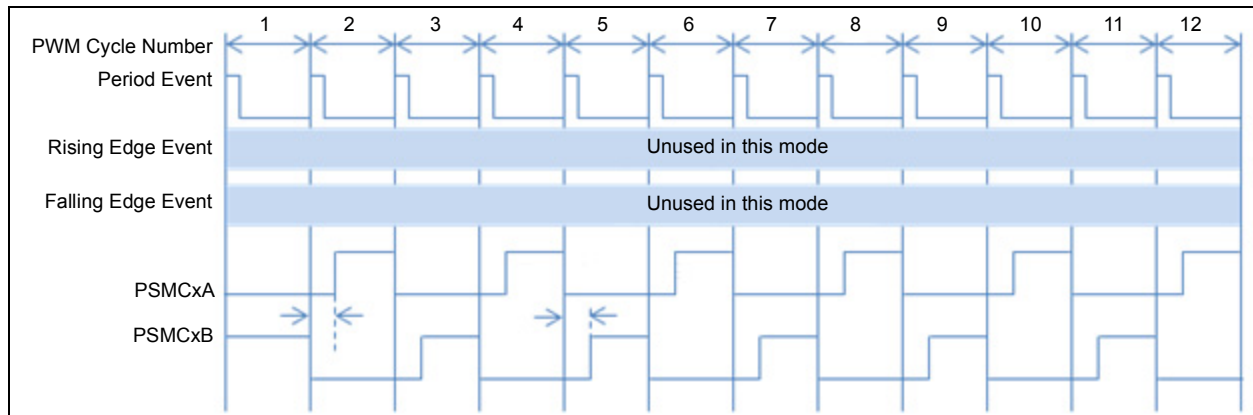 1 2 3 4 5 6 7 8 9 10 11 12
PWM Cycle Number
Period Event
Rising Edge Event Unused in this mode
Falling Edge Event Unused in this mode
PSMCxA
PSMCxB